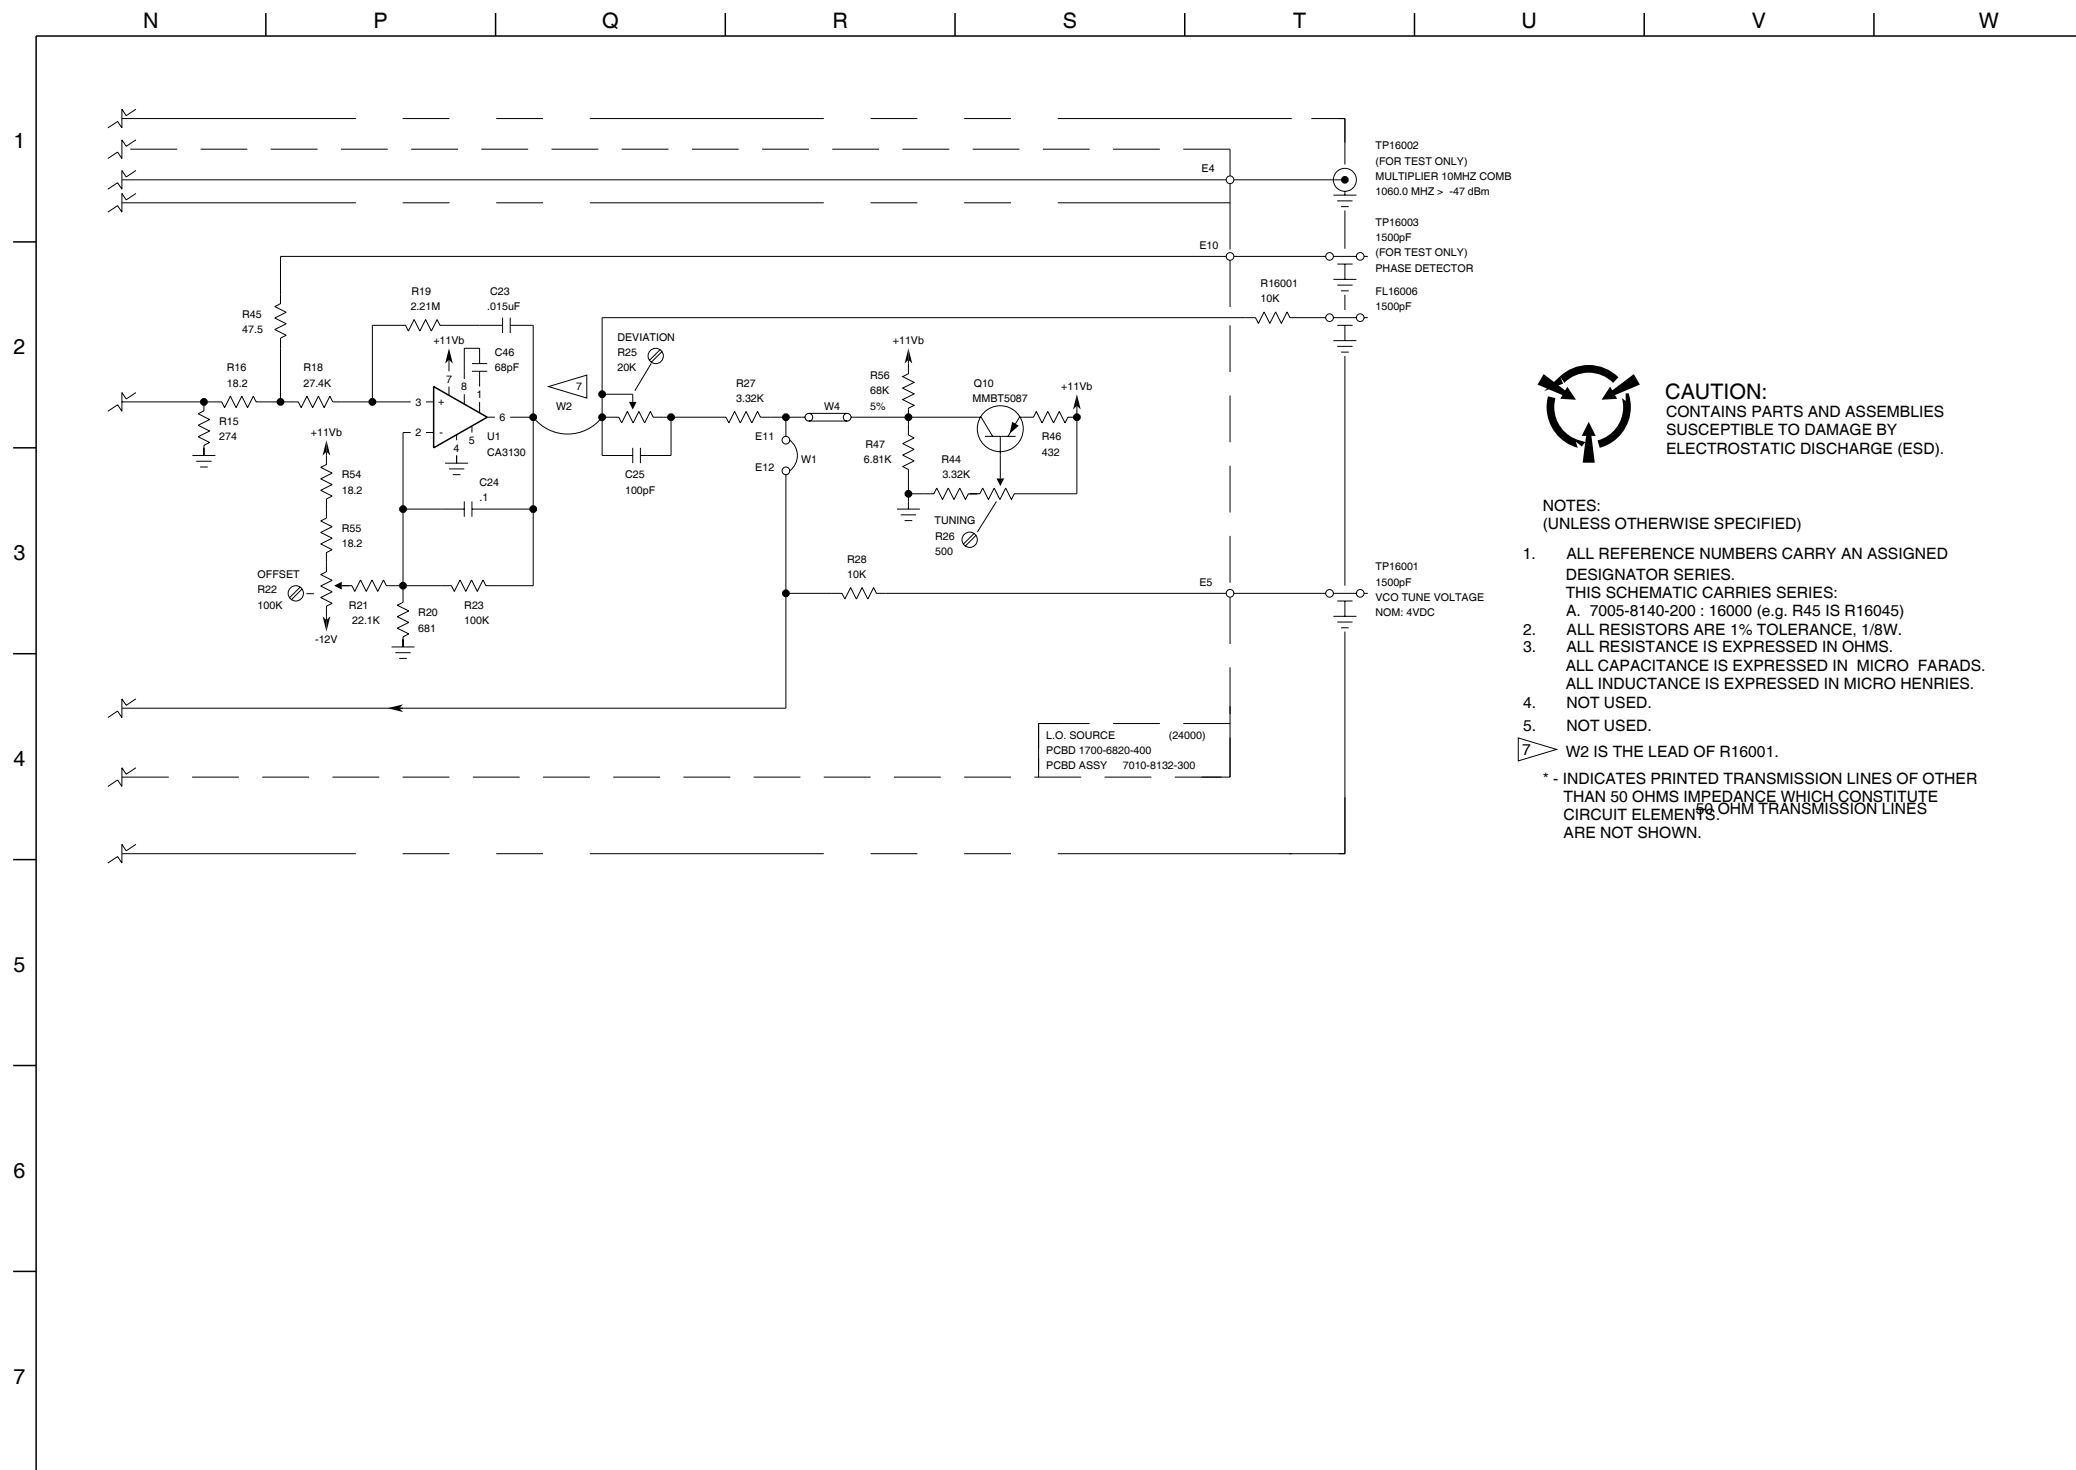 N P Q R S T U V W
1
2
3
4
5
6
7
E4
E10
TP16002
(FOR TEST ONLY)
MULTIPLIER 10MHZ COMB
1060.0 MHZ > -47 dBm
TP16003
1500pF
(FOR TEST ONLY)
PHASE DETECTOR
FL16006
1500pF
R16001
10K
R45
47.5
R19
2.21M
C23
.015uF
R16
18.2
R18
27.4K
R15
274
+11Vb
C46
68pF
7
8
1
3
+
2
-
6
5
4
U1
CA3130
7
W2
DEVIATION
R25
20K
C25
100pF
R27
3.32K
W4
E11
E12
W1
+11Vb
R56
68K
5%
R47
6.81K
Q10
MMBT5087
+11Vb
R46
432
R44
3.32K
TUNING
R26
500
+11Vb
R54
18.2
R55
18.2
OFFSET
R22
100K
-12V
R21
22.1K
R20
681
C24
.1
R23
100K
R28
10K
E5
TP16001
1500pF
VCO TUNE VOLTAGE
NOM: 4VDC
L.O. SOURCE (24000)
PCBD 1700-6820-400
PCBD ASSY 7010-8132-300
CAUTION:
CONTAINS PARTS AND ASSEMBLIES
SUSCEPTIBLE TO DAMAGE BY
ELECTROSTATIC DISCHARGE (ESD).
NOTES:
(UNLESS OTHERWISE SPECIFIED)
1. ALL REFERENCE NUMBERS CARRY AN ASSIGNED
DESIGNATOR SERIES.
THIS SCHEMATIC CARRIES SERIES:
A. 7005-8140-200 : 16000 (e.g. R45 IS R16045)
2. ALL RESISTORS ARE 1% TOLERANCE, 1/8W.
3. ALL RESISTANCE IS EXPRESSED IN OHMS.
ALL CAPACITANCE IS EXPRESSED IN MICRO FARADS.
ALL INDUCTANCE IS EXPRESSED IN MICRO HENRIES.
4. NOT USED.
5. NOT USED.
7 W2 IS THE LEAD OF R16001.
* - INDICATES PRINTED TRANSMISSION LINES OF OTHER
THAN 50 OHMS IMPEDANCE WHICH CONSTITUTE
CIRCUIT ELEMENTS. 50 OHM TRANSMISSION LINES
ARE NOT SHOWN.